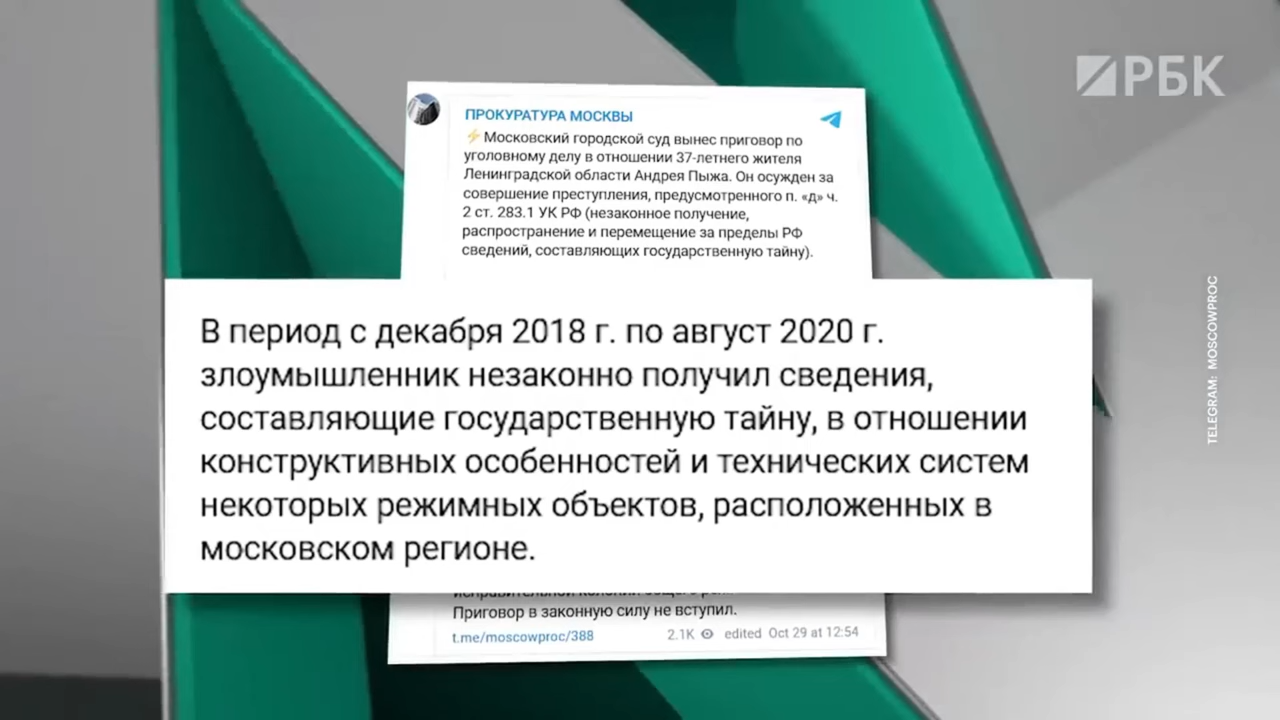 РБК
ПРОКУРАТУРА МОСКВЫ
⚡Московский городской суд вынес приговор по
уголовному делу в отношении 37-летнего жителя
Ленинградской области Андрея Пыжа. Он осужден за
совершение преступления, предусмотренного п. «д» ч.
2 ст. 283.1 УК РФ (незаконное получение,
распространение и перемещение за пределы РФ
сведений, составляющих государственную тайну).
В период с декабря 2018 г. по август 2020 г.
злоумышленник незаконно получил сведения,
составляющие государственную тайну, в отношении
конструктивных особенностей и технических систем
некоторых режимных объектов, расположенных в
московском регионе.
Приговор в законную силу не вступил.
t.me/moscowproc/388 2.1K edited Oct 29 at 12:54
TELEGRAM: MOSCOWPROC